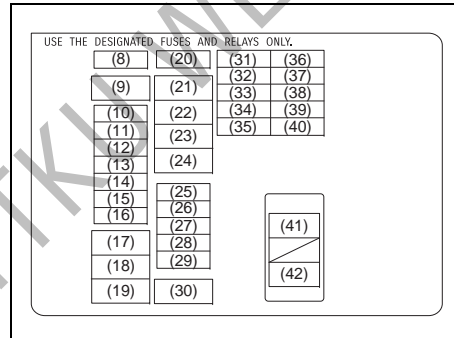 USE THE DESIGNATED FUSES AND RELAYS ONLY.
(8) (20) (31) (36)
(32) (37)
(9) (21) (33) (38)
(10) (22) (34) (39)
(11) (23) (35) (40)
(12)
(13) (24)
(14)
(15) (25)
(16) (26)
(27)
(17) (28)
(18) (29)
(19) (30)
(41)
(42)